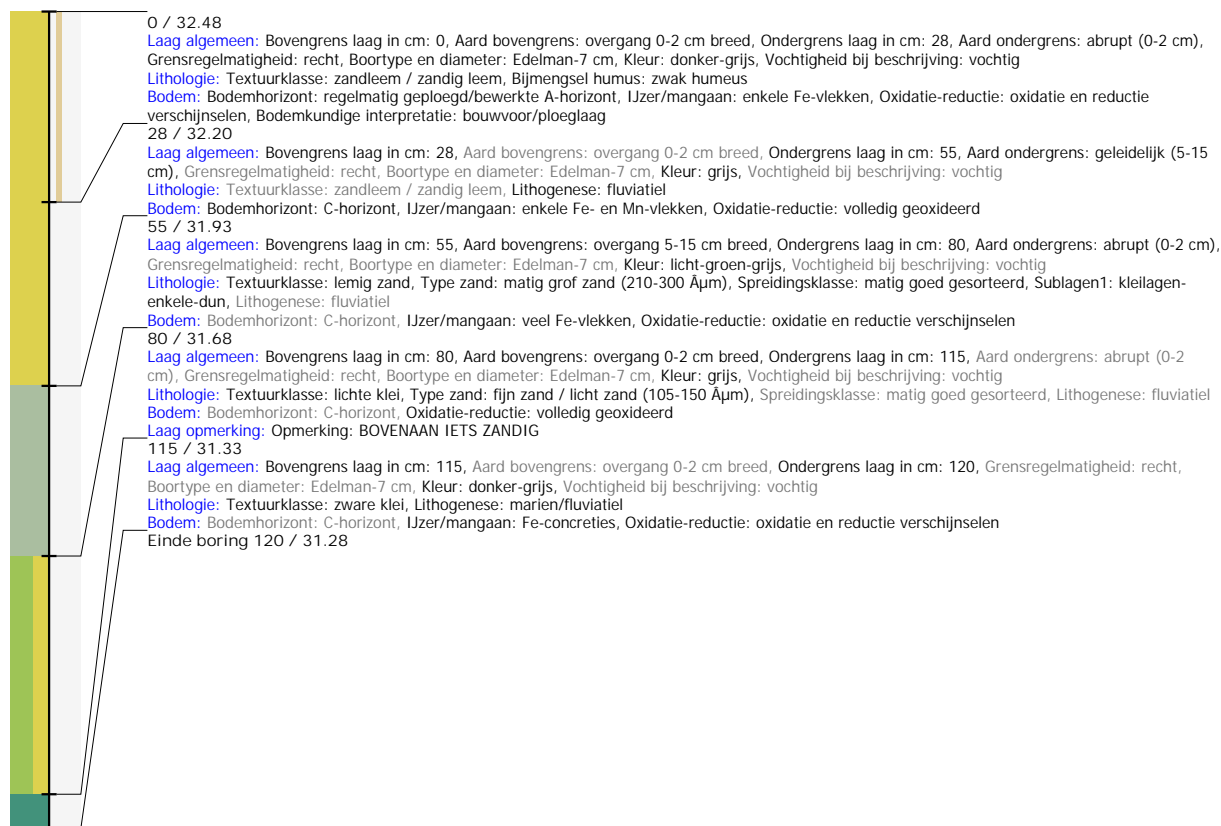 0 / 32.48
Laag algemeen: Bovengrens laag in cm: 0, Aard bovengrens: overgang 0-2 cm breed, Ondergrens laag in cm: 28, Aard ondergrens: abrupt (0-2 cm),
Grensregelmatigheid: recht, Boortype en diameter: Edelman-7 cm, Kleur: donker-grijs, Vochtigheid bij beschrijving: vochtig
Lithologie: Textuurklasse: zandleem / zandig leem, Bijmengsel humus: zwak humeus
Bodem: Bodemhorizont: regelmatig geploegd/bewerkte A-horizont, IJzer/mangaan: enkele Fe-vlekken, Oxidatie-reductie: oxidatie en reductie
verschijnselen, Bodemkundige interpretatie: bouwvoor/ploeglaag
28 / 32.20
Laag algemeen: Bovengrens laag in cm: 28, Aard bovengrens: overgang 0-2 cm breed, Ondergrens laag in cm: 55, Aard ondergrens: geleidelijk (5-15
cm), Grensregelmatigheid: recht, Boortype en diameter: Edelman-7 cm, Kleur: grijs, Vochtigheid bij beschrijving: vochtig
Lithologie: Textuurklasse: zandleem / zandig leem, Lithogenese: fluviatiel
Bodem: Bodemhorizont: C-horizont, IJzer/mangaan: enkele Fe- en Mn-vlekken, Oxidatie-reductie: volledig geoxideerd
55 / 31.93
Laag algemeen: Bovengrens laag in cm: 55, Aard bovengrens: overgang 5-15 cm breed, Ondergrens laag in cm: 80, Aard ondergrens: abrupt (0-2 cm),
Grensregelmatigheid: recht, Boortype en diameter: Edelman-7 cm, Kleur: licht-groen-grijs, Vochtigheid bij beschrijving: vochtig
Lithologie: Textuurklasse: lemig zand, Type zand: matig grof zand (210-300 Âµm), Spreidingsklasse: matig goed gesorteerd, Sublagen1: kleilagen-
enkele-dun, Lithogenese: fluviatiel
Bodem: Bodemhorizont: C-horizont, IJzer/mangaan: veel Fe-vlekken, Oxidatie-reductie: oxidatie en reductie verschijnselen
80 / 31.68
Laag algemeen: Bovengrens laag in cm: 80, Aard bovengrens: overgang 0-2 cm breed, Ondergrens laag in cm: 115, Aard ondergrens: abrupt (0-2
cm), Grensregelmatigheid: recht, Boortype en diameter: Edelman-7 cm, Kleur: grijs, Vochtigheid bij beschrijving: vochtig
Lithologie: Textuurklasse: lichte klei, Type zand: fijn zand / licht zand (105-150 Âµm), Spreidingsklasse: matig goed gesorteerd, Lithogenese: fluviatiel
Bodem: Bodemhorizont: C-horizont, Oxidatie-reductie: volledig geoxideerd
Laag opmerking: Opmerking: BOVENAAN IETS ZANDIG
115 / 31.33
Laag algemeen: Bovengrens laag in cm: 115, Aard bovengrens: overgang 0-2 cm breed, Ondergrens laag in cm: 120, Grensregelmatigheid: recht,
Boortype en diameter: Edelman-7 cm, Kleur: donker-grijs, Vochtigheid bij beschrijving: vochtig
Lithologie: Textuurklasse: zware klei, Lithogenese: marien/fluviatiel
Bodem: Bodemhorizont: C-horizont, IJzer/mangaan: Fe-concreties, Oxidatie-reductie: oxidatie en reductie verschijnselen
Einde boring 120 / 31.28